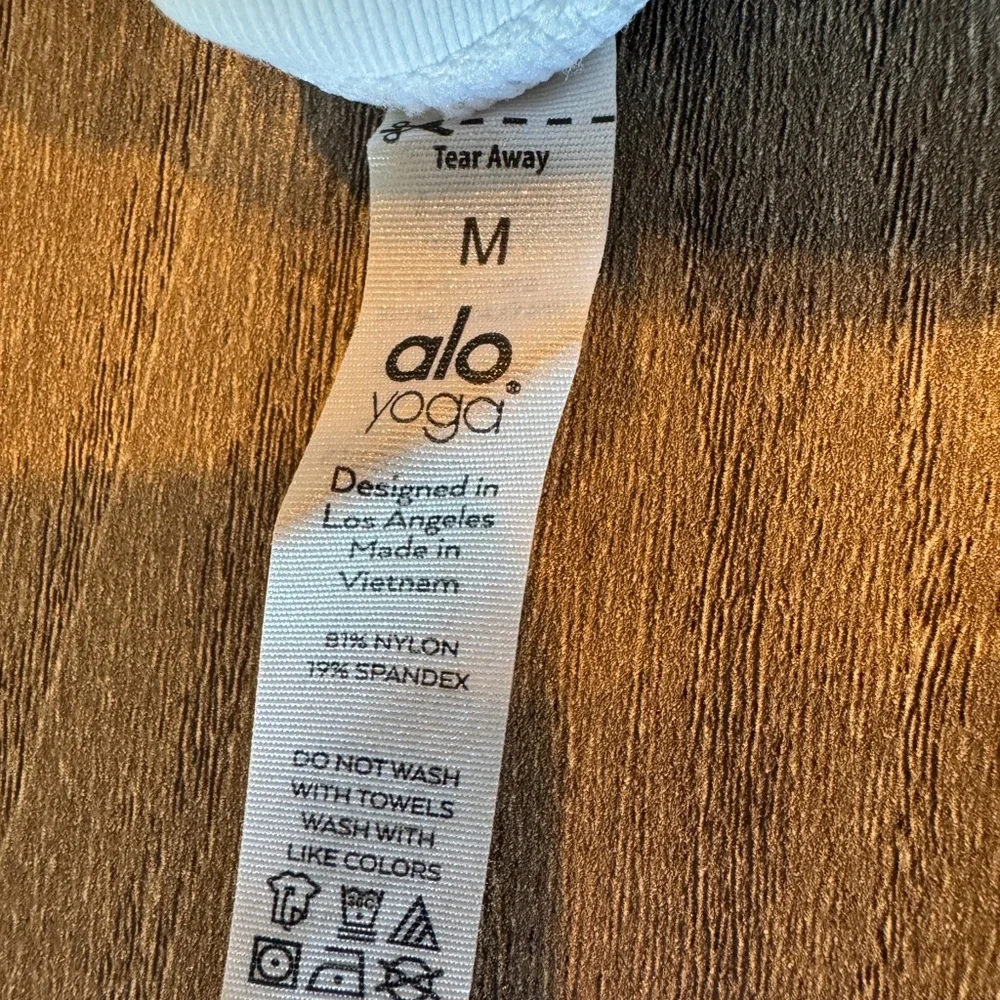 Tear Away
M
alo
yoga®
Designed in
Los Angeles
Made in
Vietnam
81% NYLON
19% SPANDEX
DO NOT WASH
WITH TOWELS
WASH WITH
LIKE COLORS